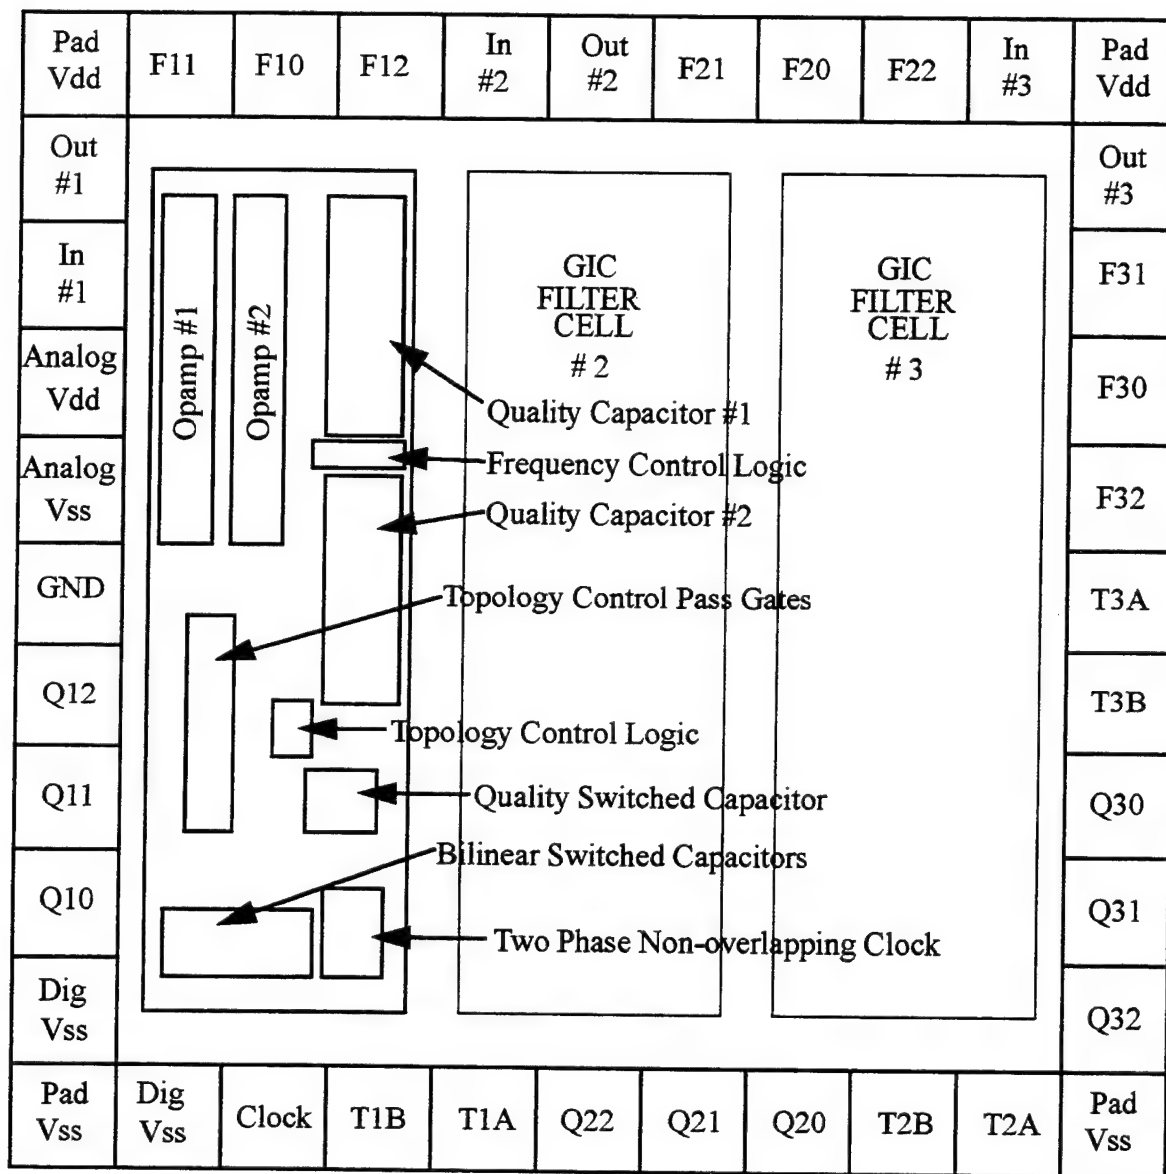 Pad
Vdd
F11
F10
F12
In
#2
Out
#2
F21
F20
F22
In
#3
Pad
Vdd
Out
#1
In
#1
Analog
Vdd
Analog
Vss
GND
Q12
Q11
Q10
Dig
Vss
Opamp #1
Opamp #2
GIC
FILTER
CELL
# 2
GIC
FILTER
CELL
# 3
Quality Capacitor #1
Frequency Control Logic
Quality Capacitor #2
Topology Control Pass Gates
Topology Control Logic
Quality Switched Capacitor
Bilinear Switched Capacitors
Two Phase Non-overlapping Clock
Out
#3
F31
F30
F32
T3A
T3B
Q30
Q31
Q32
Pad
Vss
Dig
Vss
Clock
T1B
T1A
Q22
Q21
Q20
T2B
T2A
Pad
Vss